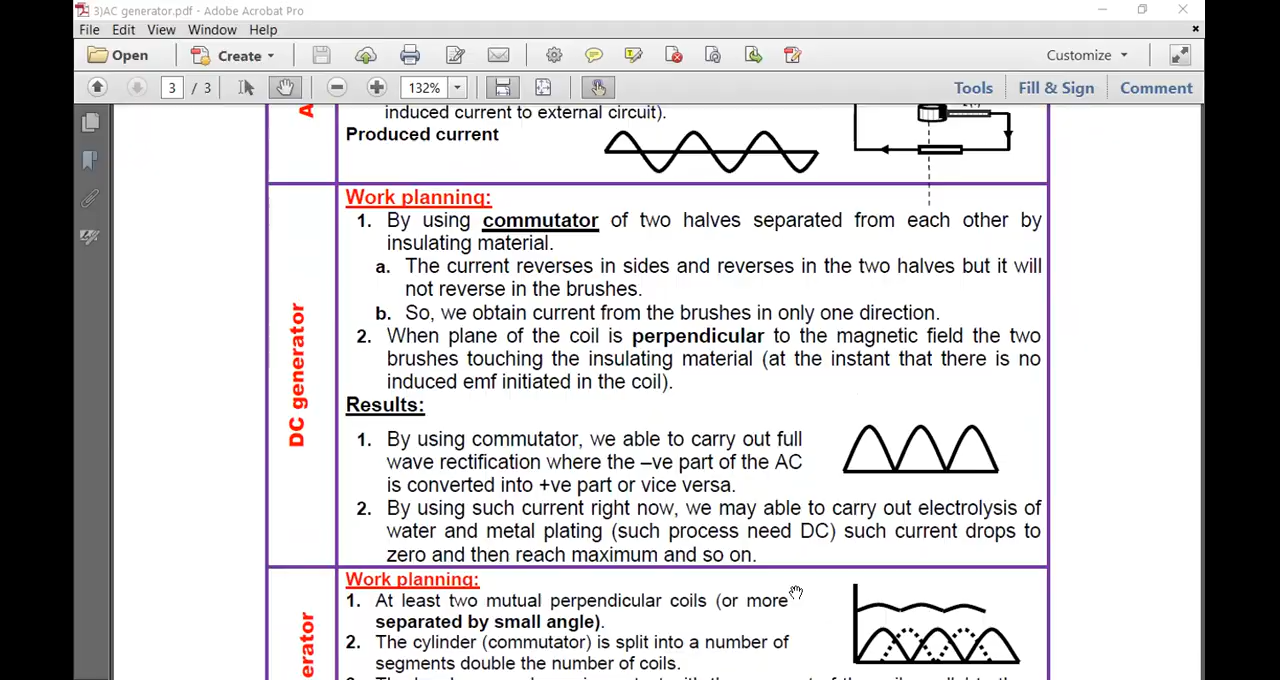 3)AC generator.pdf - Adobe Acrobat Pro
File Edit View Window Help
Open Create Customize
3 / 3 132% Tools Fill & Sign Comment
induced current to external circuit).
Produced current
Work planning:
1. By using commutator of two halves separated from each other by
insulating material.
a. The current reverses in sides and reverses in the two halves but it will
not reverse in the brushes.
b. So, we obtain current from the brushes in only one direction.
2. When plane of the coil is perpendicular to the magnetic field the two
brushes touching the insulating material (at the instant that there is no
induced emf initiated in the coil).
DC generator
Results:
1. By using commutator, we able to carry out full
wave rectification where the –ve part of the AC
is converted into +ve part or vice versa.
2. By using such current right now, we may able to carry out electrolysis of
water and metal plating (such process need DC) such current drops to
zero and then reach maximum and so on.
Work planning:
1. At least two mutual perpendicular coils (or more
separated by small angle).
2. The cylinder (commutator) is split into a number of
segments double the number of coils.
erator